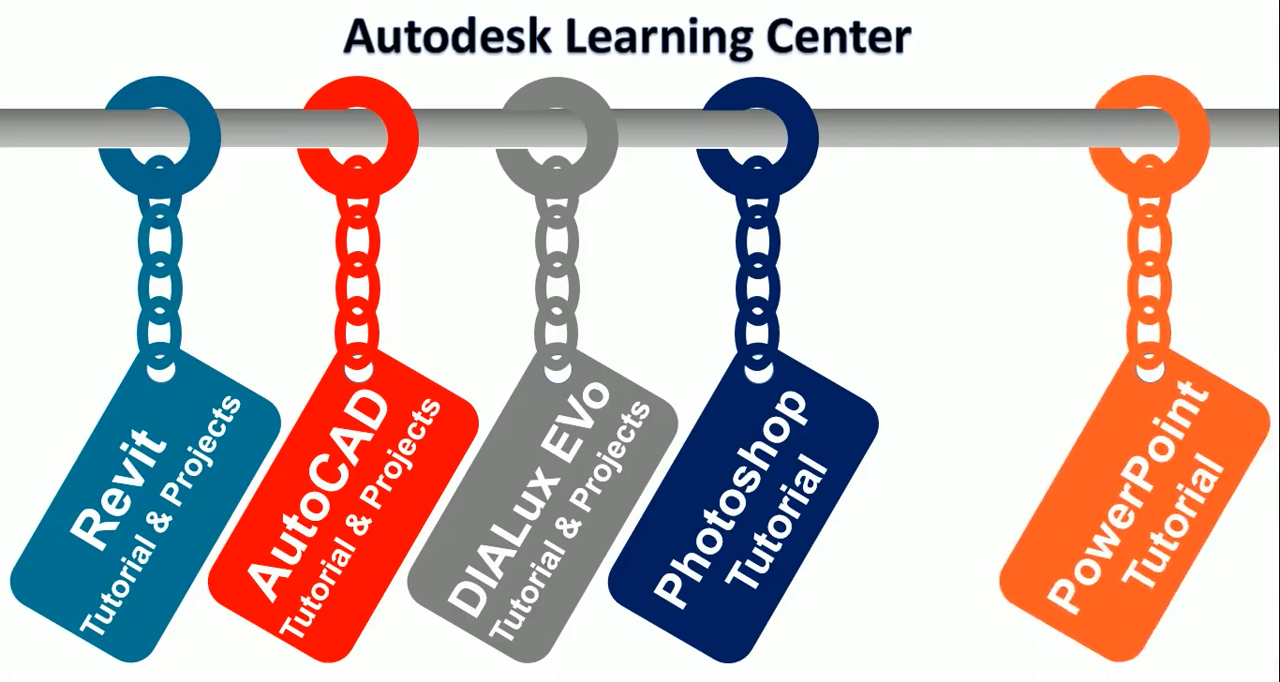 Autodesk Learning Center
Revit
Tutorial & Projects
AutoCAD
Tutorial & Projects
DIALux EVo
Tutorial & Projects
Photoshop
Tutorial
PowerPoint
Tutorial